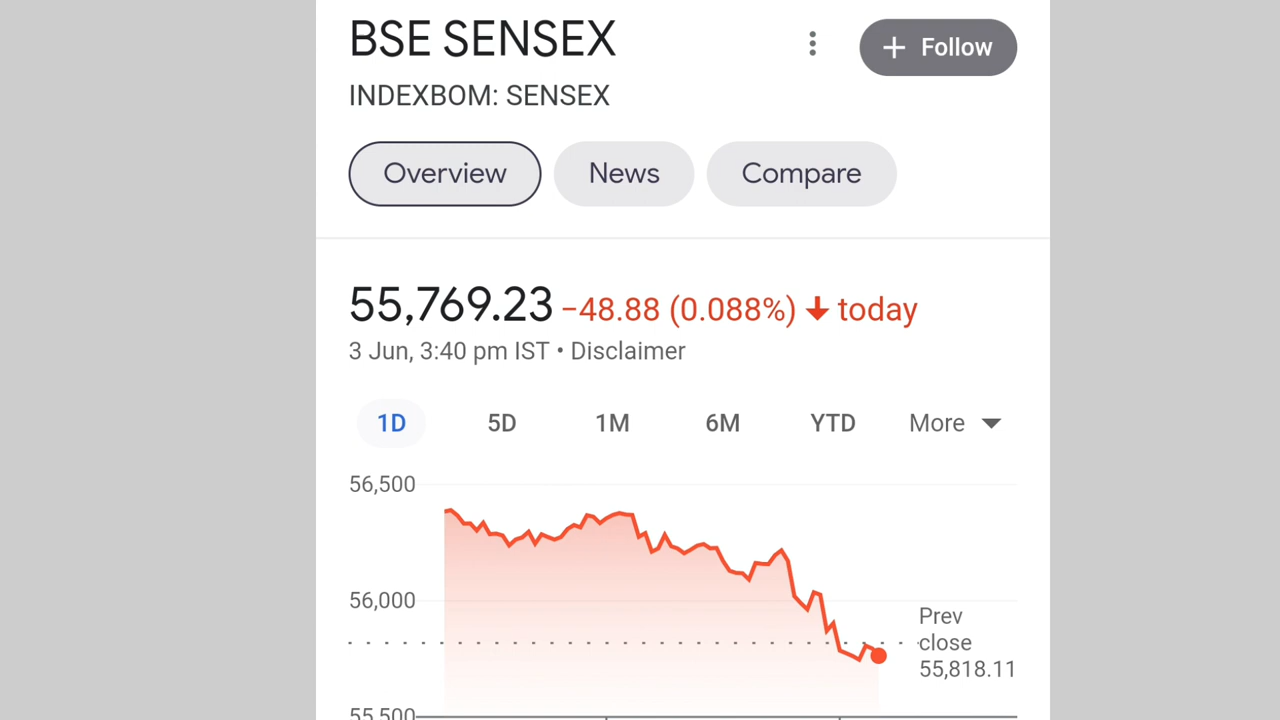 BSE SENSEX
+ Follow
INDEXBOM: SENSEX
Overview News Compare
55,769.23 −48.88 (0.088%) ↓ today
3 Jun, 3:40 pm IST • Disclaimer
1D 5D 1M 6M YTD More
56,500
56,000
Prev
close
55,818.11
55,500